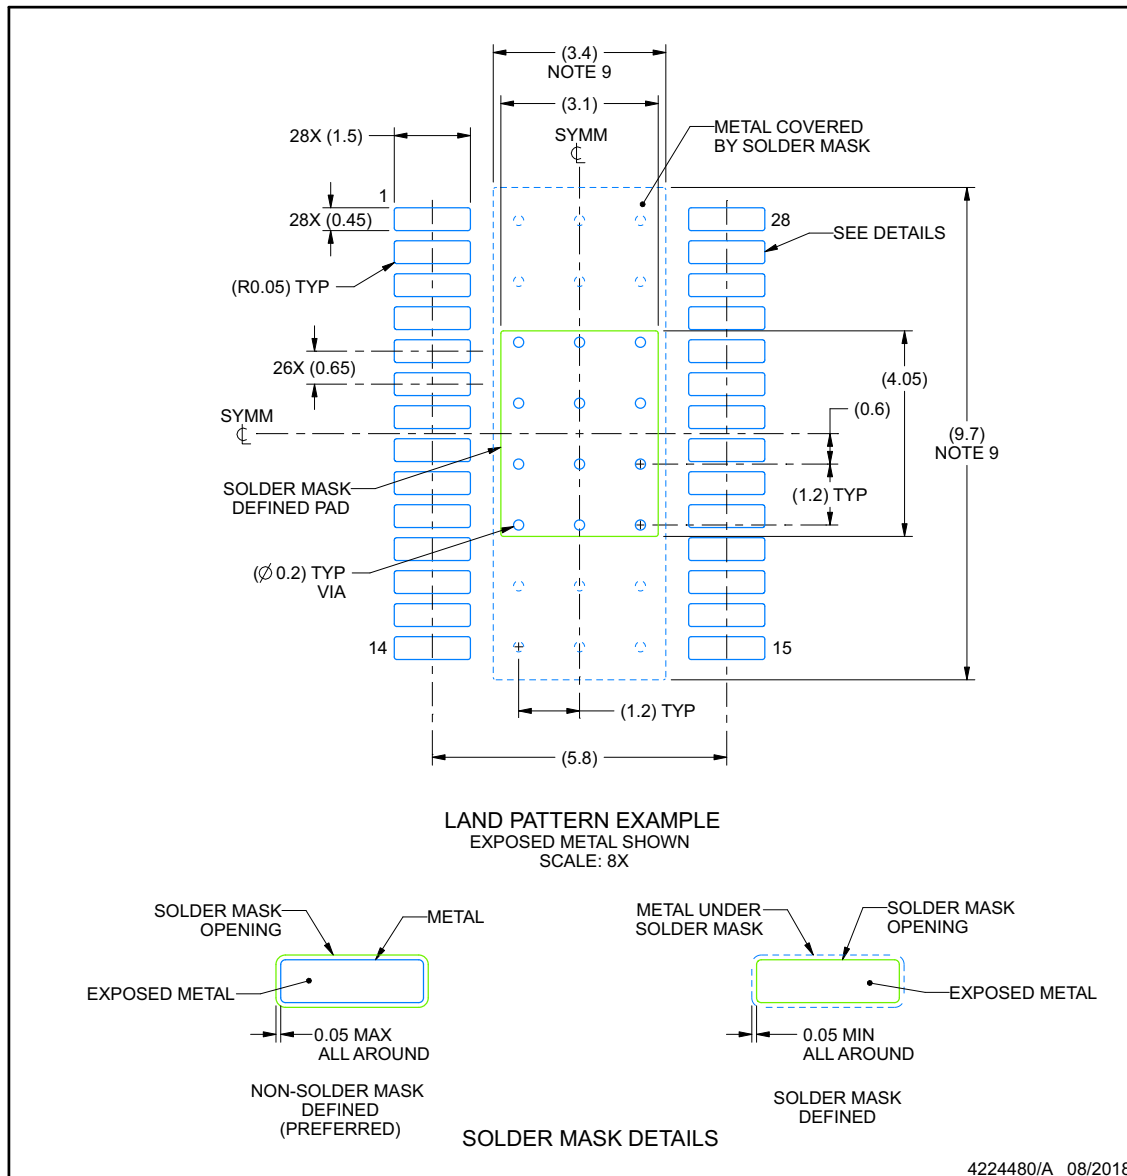 (3.4)
NOTE 9
(3.1)
SYMM
METAL COVERED
BY SOLDER MASK
28X (1.5)
1
28X (0.45)
28
SEE DETAILS
(R0.05) TYP
26X (0.65)
(4.05)
(0.6)
SYMM
(9.7)
NOTE 9
SOLDER MASK
DEFINED PAD
(1.2) TYP
(Ø 0.2) TYP
VIA
14
15
(1.2) TYP
(5.8)
LAND PATTERN EXAMPLE
EXPOSED METAL SHOWN
SCALE: 8X
SOLDER MASK
OPENING
METAL
EXPOSED METAL
0.05 MAX
ALL AROUND
NON-SOLDER MASK
DEFINED
(PREFERRED)
METAL UNDER
SOLDER MASK
SOLDER MASK
OPENING
EXPOSED METAL
0.05 MIN
ALL AROUND
SOLDER MASK
DEFINED
SOLDER MASK DETAILS
4224480/A 08/2018